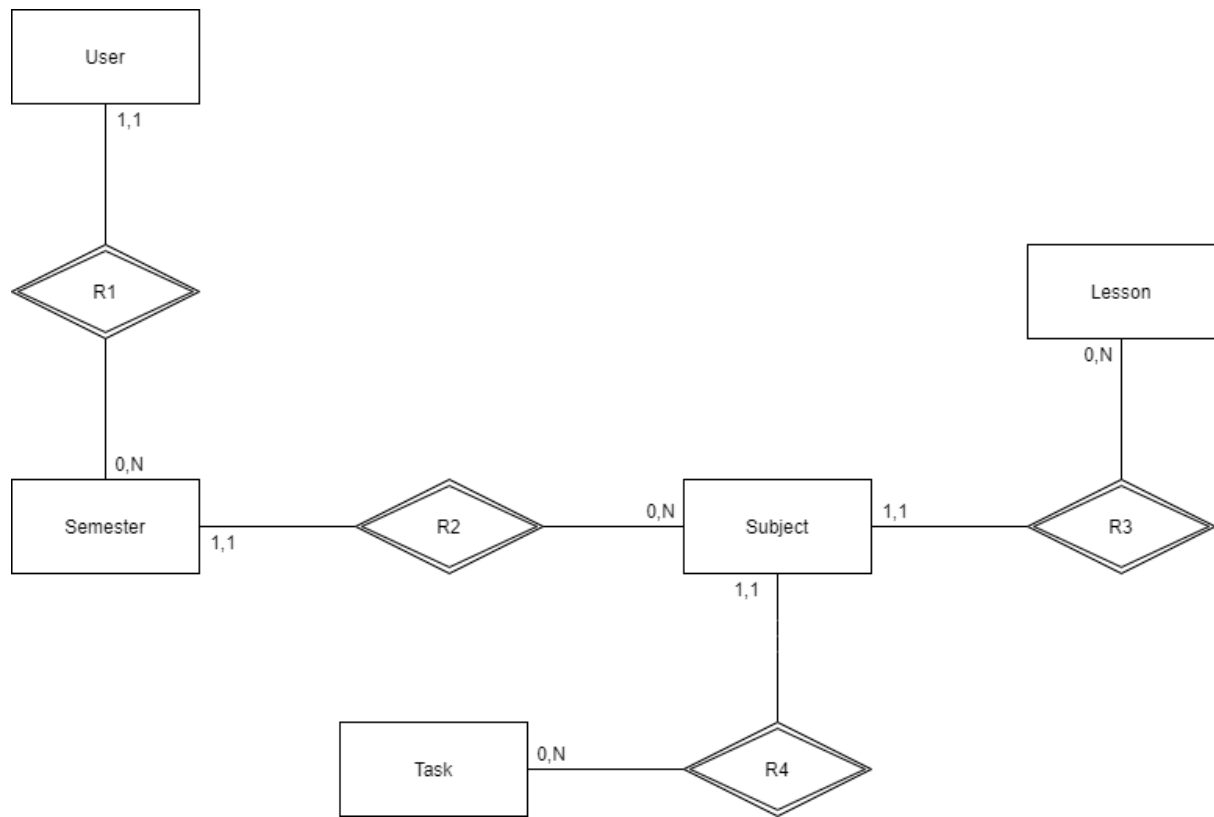 User
1,1
R1
Lesson
0,N
0,N
Semester
1,1
R2
0,N
Subject
1,1
1,1
R3
Task
0,N
R4